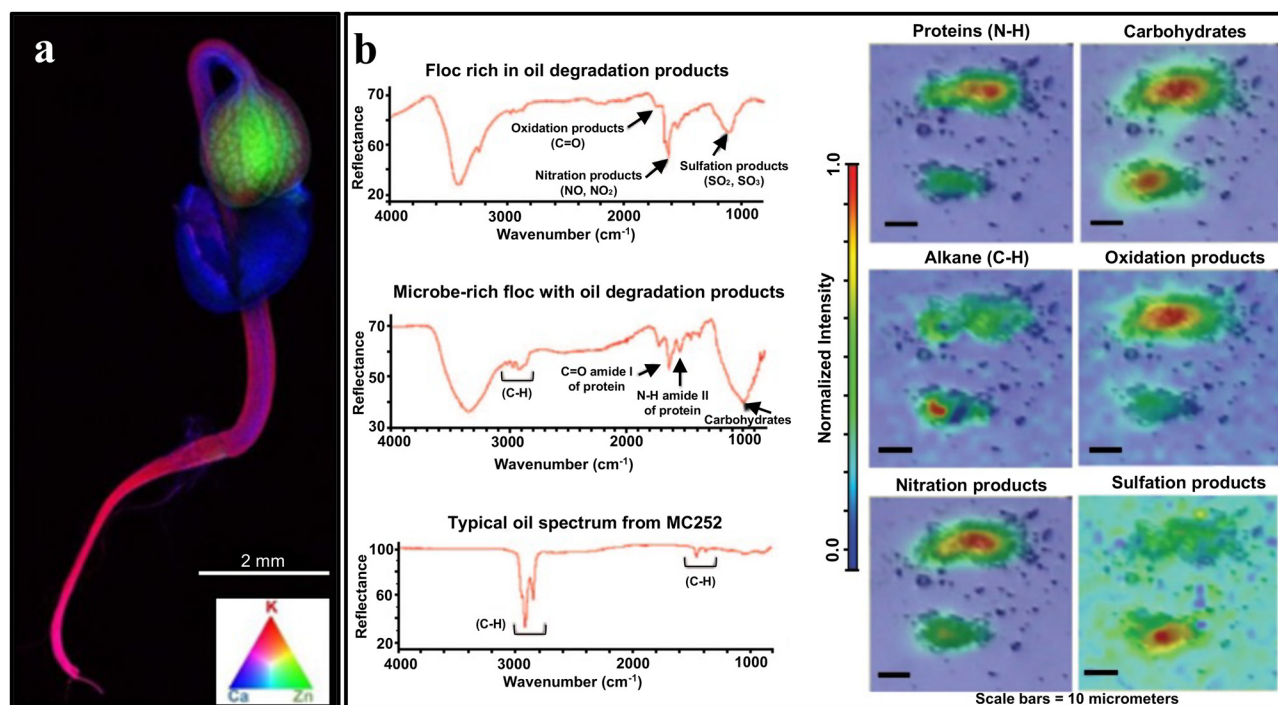 a
2 mm
K
Ca
Zn
b
Floc rich in oil degradation products
Reflectance
70
60
20
Oxidation products
(C=O)
Nitration products
(NO, NO₂)
Sulfation products
(SO₂, SO₃)
4000 3000 2000 1000
Wavenumber (cm⁻¹)
Microbe-rich floc with oil degradation products
Reflectance
70
50
30
(C-H)
C=O amide I
of protein
N-H amide II
of protein
Carbohydrates
4000 3000 2000 1000
Wavenumber (cm⁻¹)
Typical oil spectrum from MC252
Reflectance
100
60
20
(C-H)
(C-H)
4000 3000 2000 1000
Wavenumber (cm⁻¹)
1.0
Normalized Intensity
0.0
Proteins (N-H)
Carbohydrates
Alkane (C-H)
Oxidation products
Nitration products
Sulfation products
Scale bars = 10 micrometers